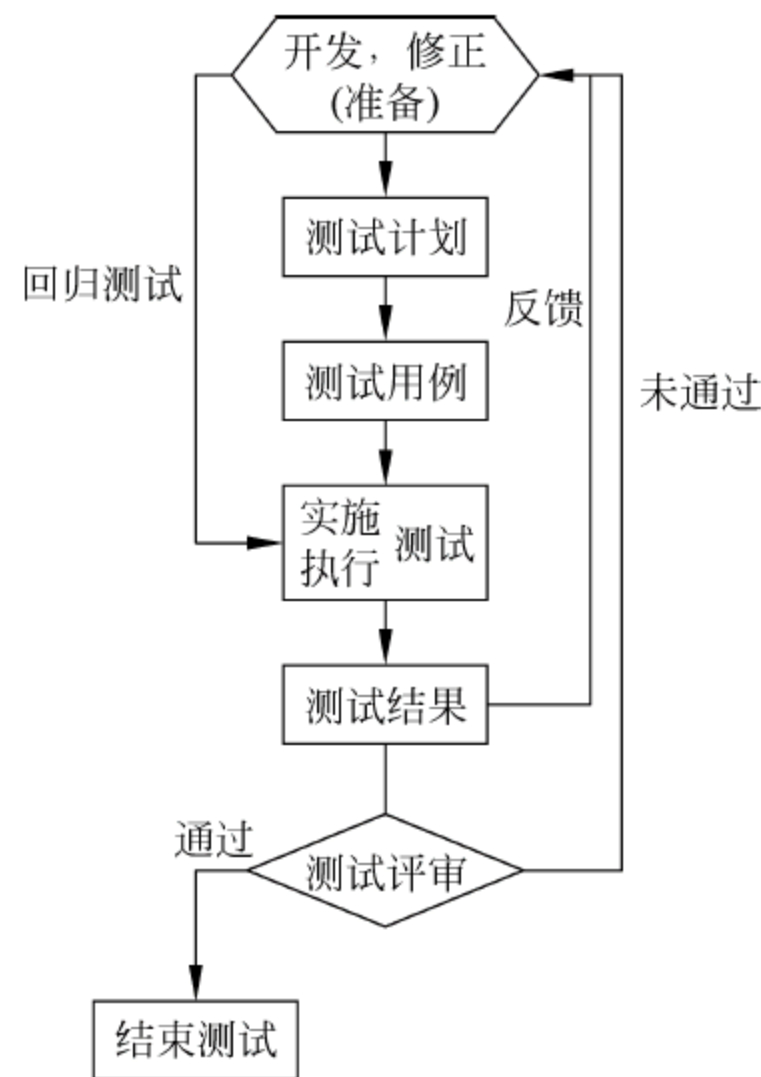 开发，修正
(准备)
测试计划
回归测试
反馈
测试用例
未通过
实施
执行
测试
测试结果
通过
测试评审
结束测试